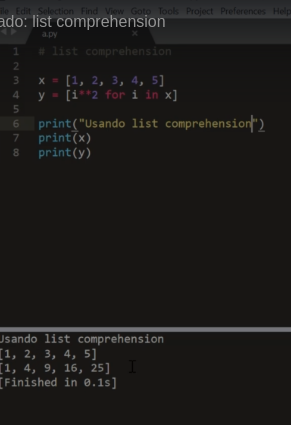 ado: list comprehension
File Edit Selection Find View Goto Tools Project Preferences Help
a.py ×
1 # list comprehension
2
3 x = [1, 2, 3, 4, 5]
4 y = [i**2 for i in x]
5
6 print("Usando list comprehension")
7 print(x)
8 print(y)
Usando list comprehension
[1, 2, 3, 4, 5]
[1, 4, 9, 16, 25]
[Finished in 0.1s]